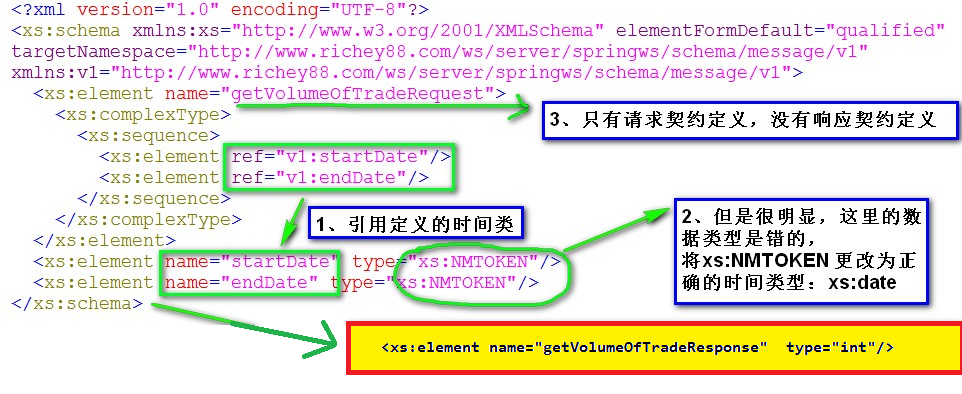 <?xml version="1.0" encoding="UTF-8"?>
<xs:schema xmlns:xs="http://www.w3.org/2001/XMLSchema" elementFormDefault="qualified"
targetNamespace="http://www.richey88.com/ws/server/springws/schema/message/v1"
xmlns:v1="http://www.richey88.com/ws/server/springws/schema/message/v1">
<xs:element name="getVolumeOfTradeRequest">
3、只有请求契约定义，没有响应契约定义
<xs:complexType>
<xs:sequence>
<xs:element ref="v1:startDate"/>
<xs:element ref="v1:endDate"/>
</xs:sequence>
</xs:complexType>
1、引用定义的时间类
2、但是很明显，这里的数
据类型是错的，
将xs:NMTOKEN 更改为正
确的时间类型：xs:date
</xs:element>
<xs:element name="startDate" type="xs:NMTOKEN"/>
<xs:element name="endDate" type="xs:NMTOKEN"/>
</xs:schema>
<xs:element name="getVolumeOfTradeResponse" type="int"/>